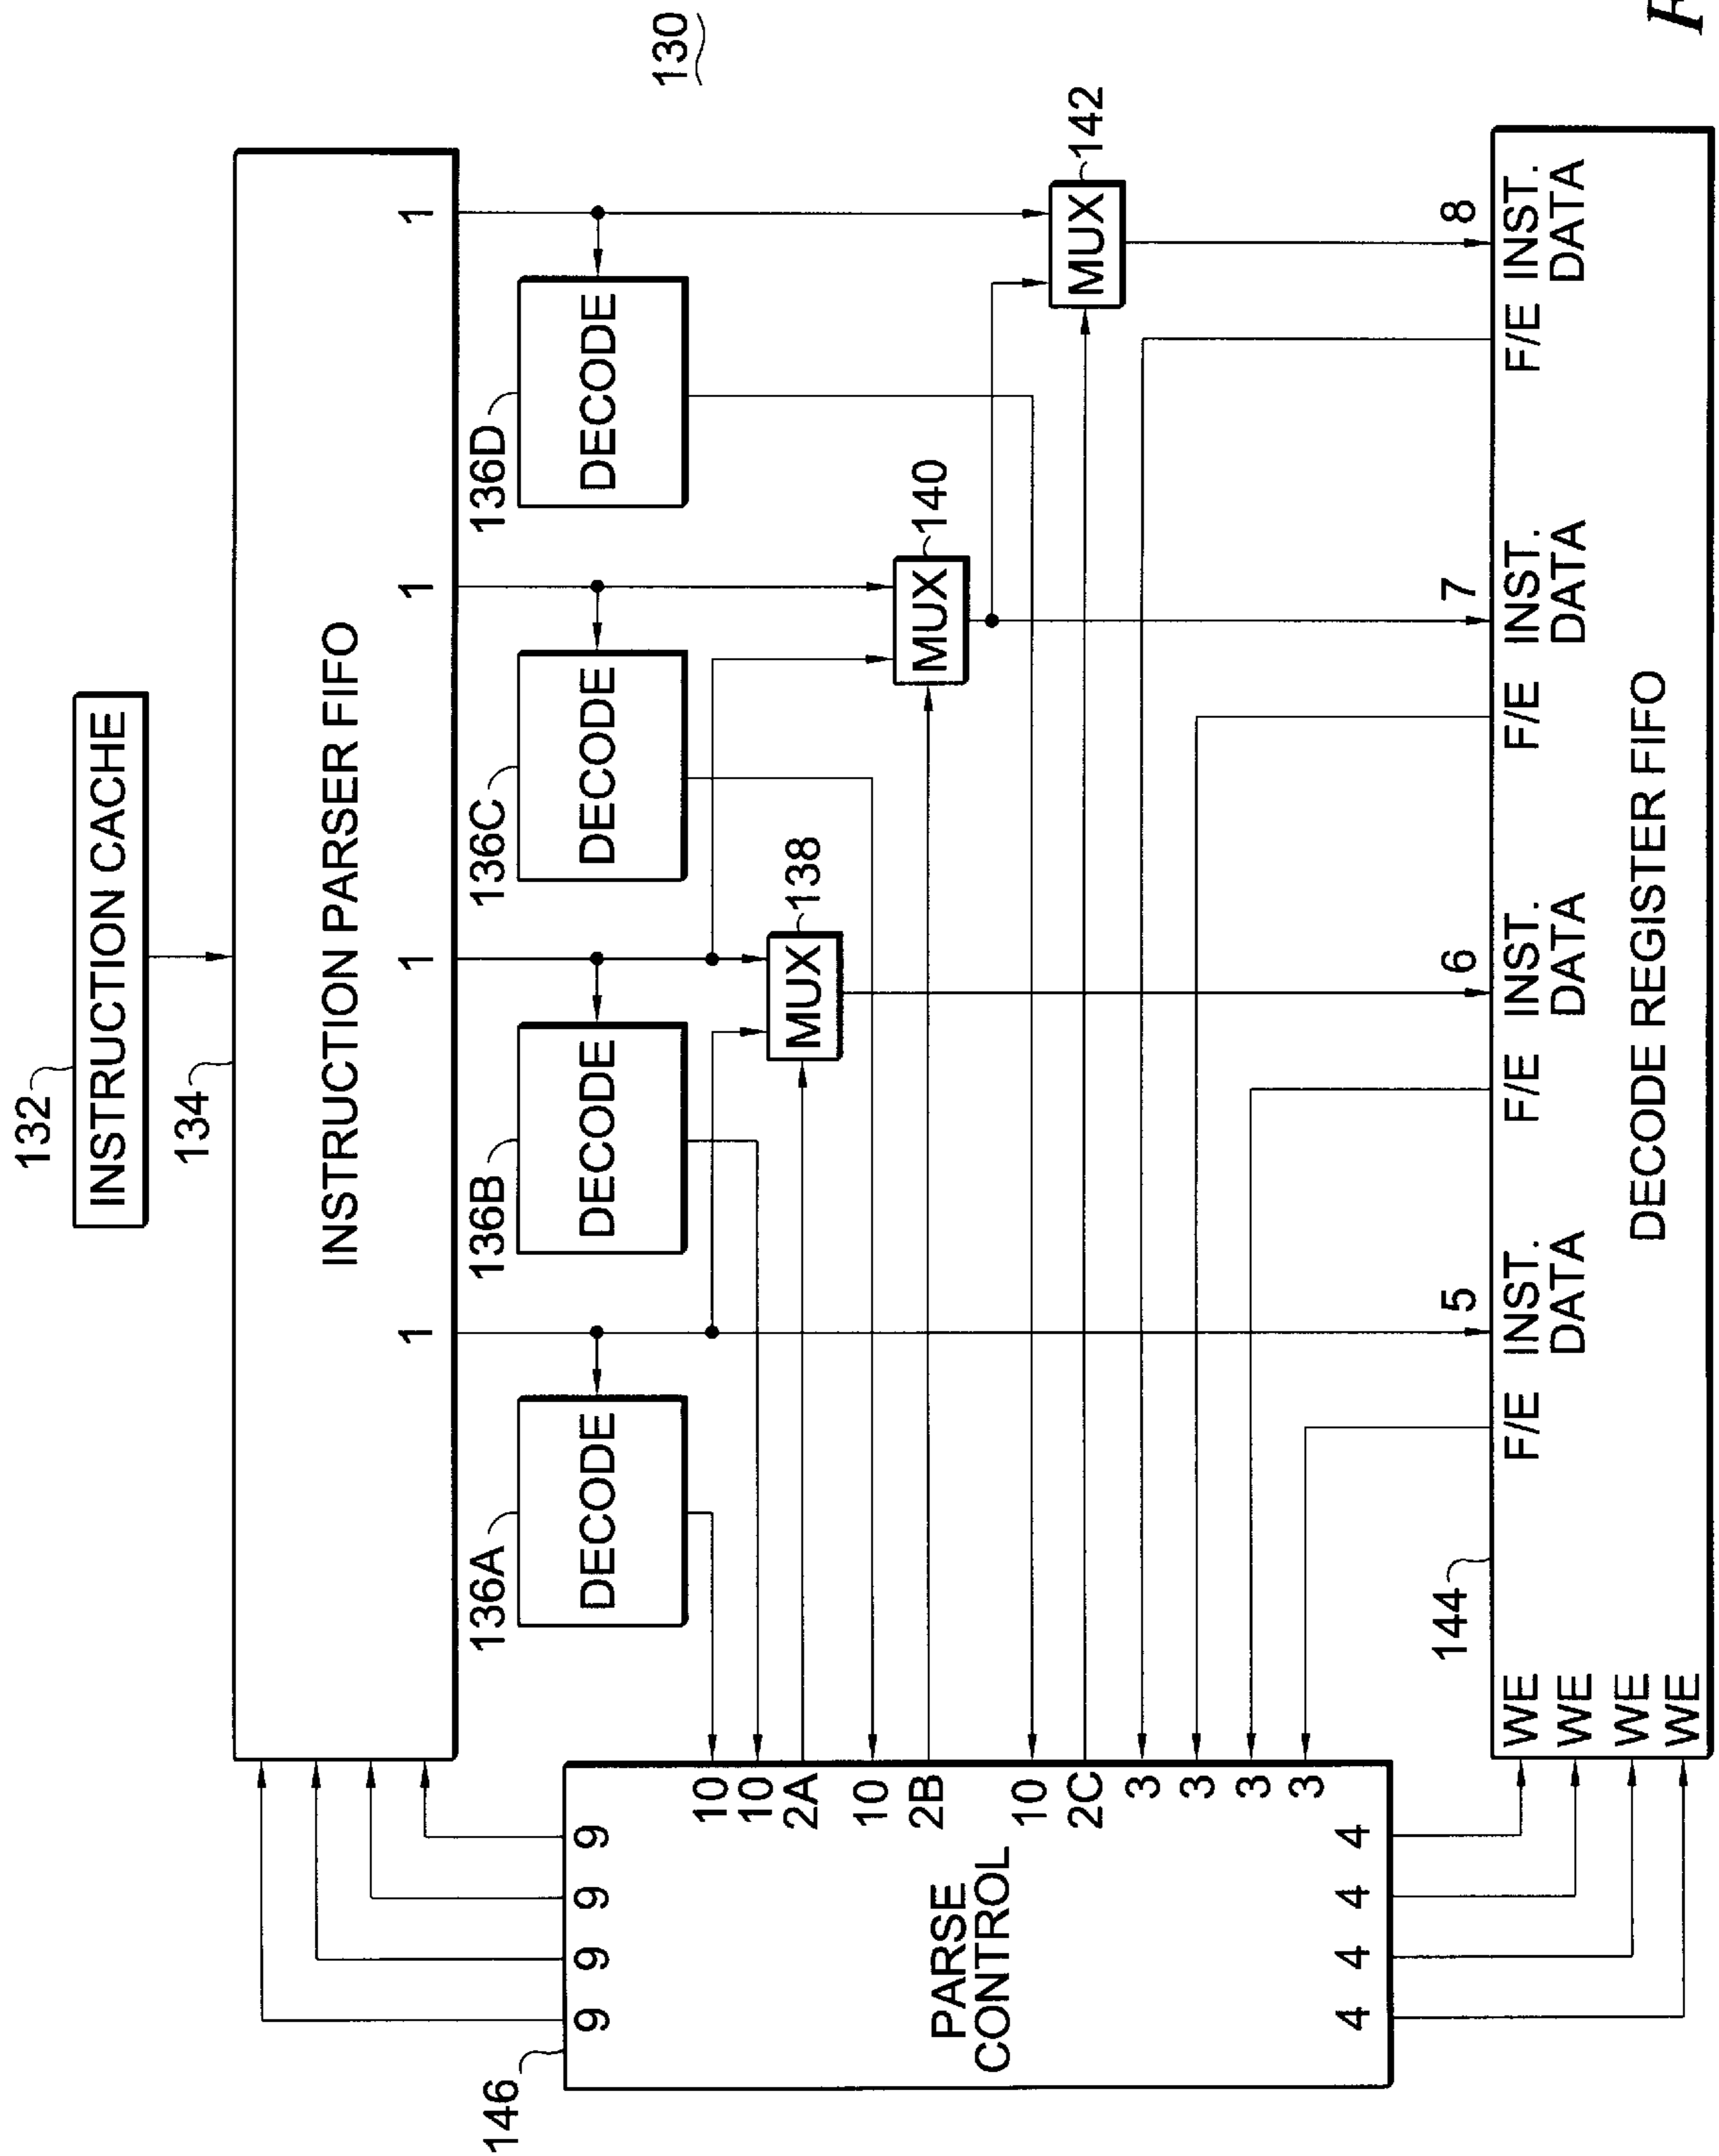 130
132
INSTRUCTION CACHE
134
INSTRUCTION PARSER FIFO
1
1
1
1
136A
DECODE
136B
DECODE
136C
DECODE
136D
DECODE
MUX
138
MUX
140
MUX
142
146
PARSE
CONTROL
9
9
9
9
10
10
2A
10
2B
10
2C
3
3
3
3
4
4
4
4
144
WE
WE
WE
WE
F/E
5
INST.
DATA
F/E
6
INST.
DATA
F/E
7
INST.
DATA
F/E
8
INST.
DATA
DECODE REGISTER FIFO